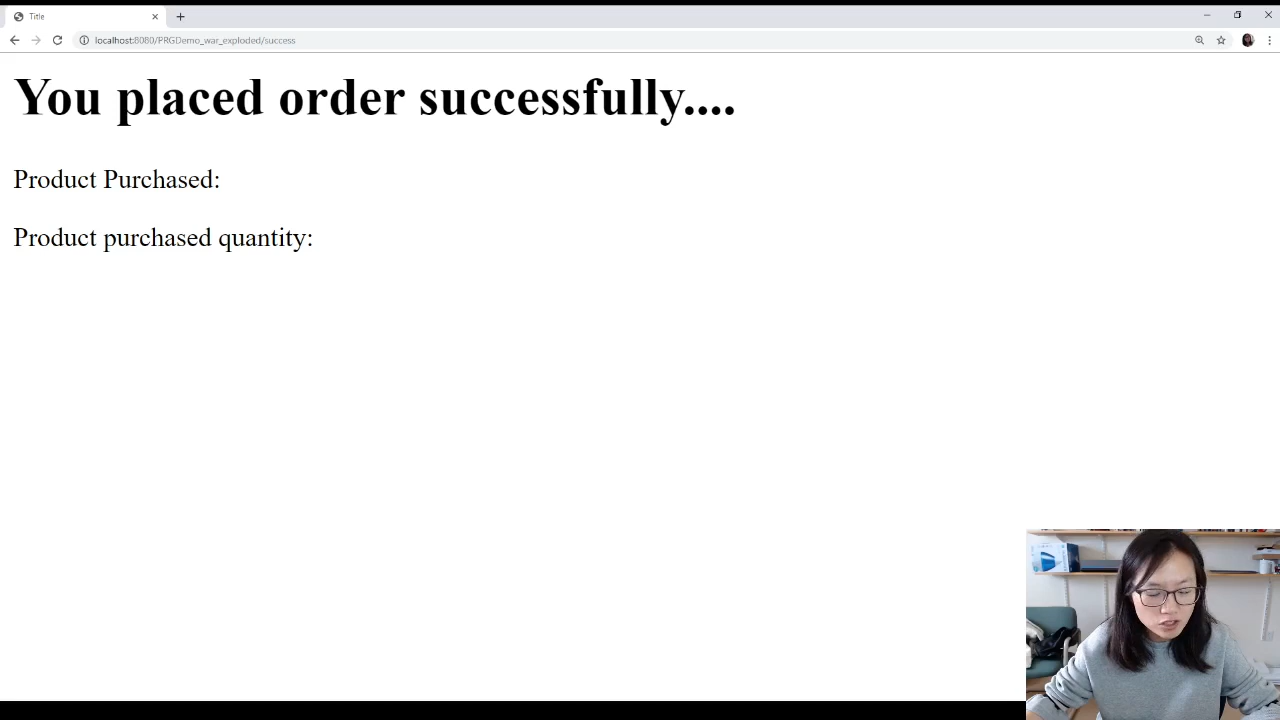 Title
localhost:8080/PRGDemo_war_exploded/success
You placed order successfully....
Product Purchased:
Product purchased quantity: